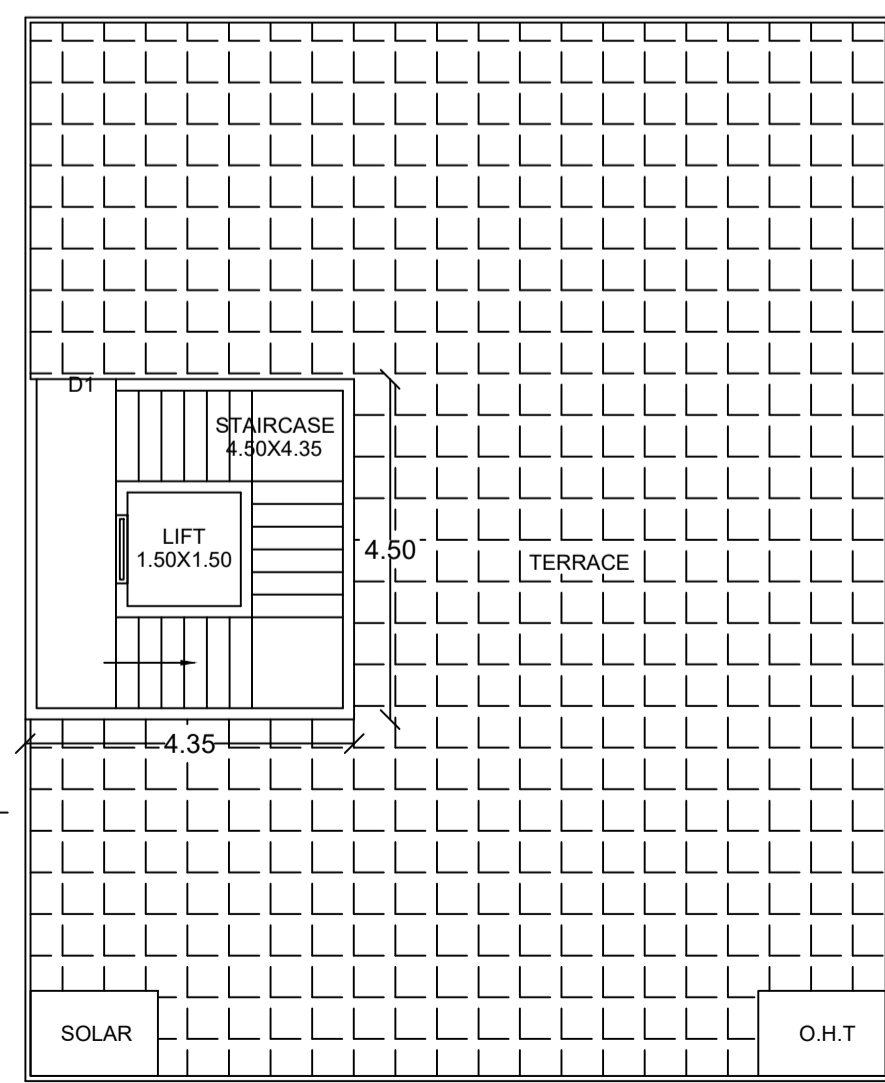 D1
STAIRCASE
4.50X4.35
LIFT
1.50X1.50
4.50
TERRACE
4.35
SOLAR
O.H.T